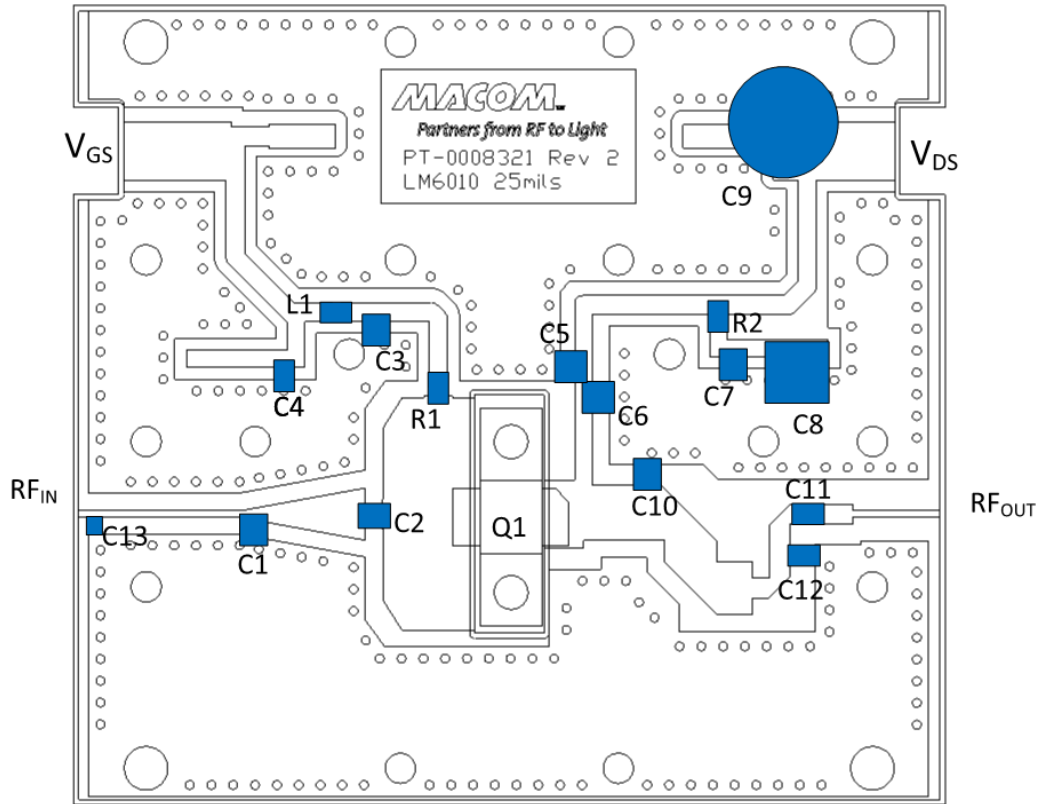 MACOM™
Partners from RF to Light
PT-0008321 Rev 2
LM6010 25mils
VGS
VDS
C9
L1
C3
C5
R2
C4
R1
C6
C7
C8
RFIN
C13
C1
C2
Q1
C10
C11
RFOUT
C12